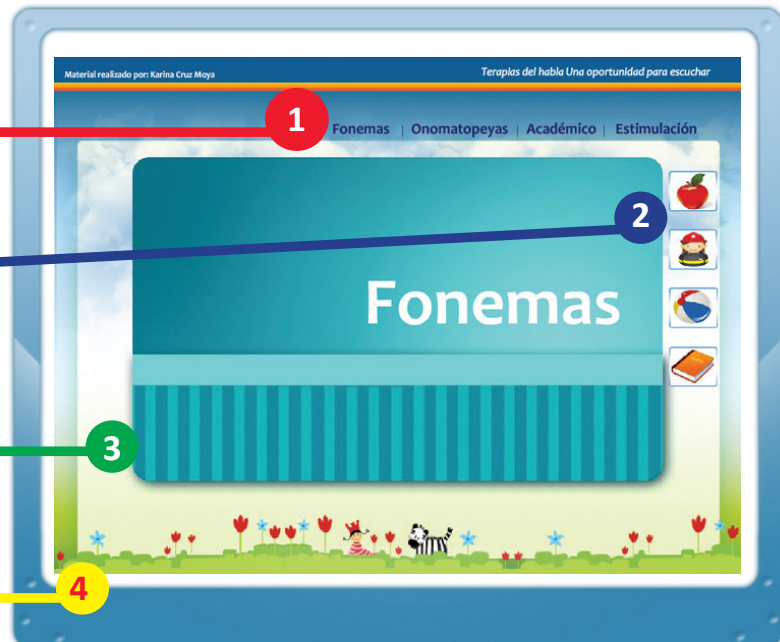 Material realizado por: Karina Cruz Moya
Terapias del habla Una oportunidad para escuchar
1
Fonemas | Onomatopeyas | Académico | Estimulación
2
Fonemas
3
4